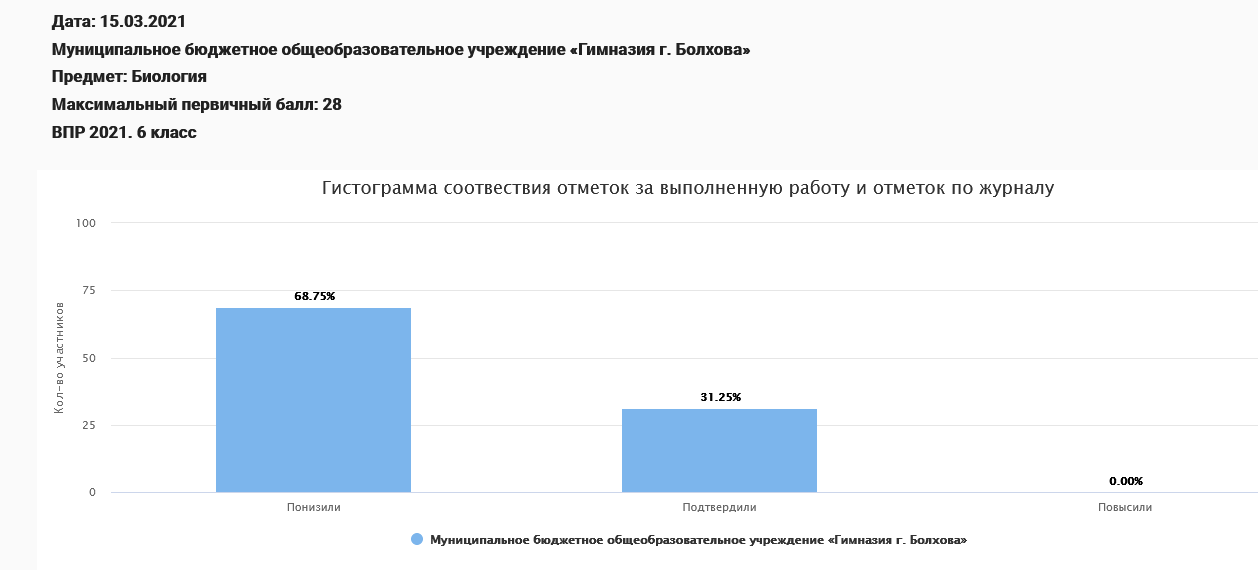 Дата: 15.03.2021
Муниципальное бюджетное общеобразовательное учреждение «Гимназия г. Болхова»
Предмет: Биология
Максимальный первичный балл: 28
ВПР 2021. 6 класс
Гистограмма соотвествия отметок за выполненную работу и отметок по журналу
Кол-во участников
100
75
50
25
0
68.75%
31.25%
0.00%
Понизили
Подтвердили
Повысили
Муниципальное бюджетное общеобразовательное учреждение «Гимназия г. Болхова»